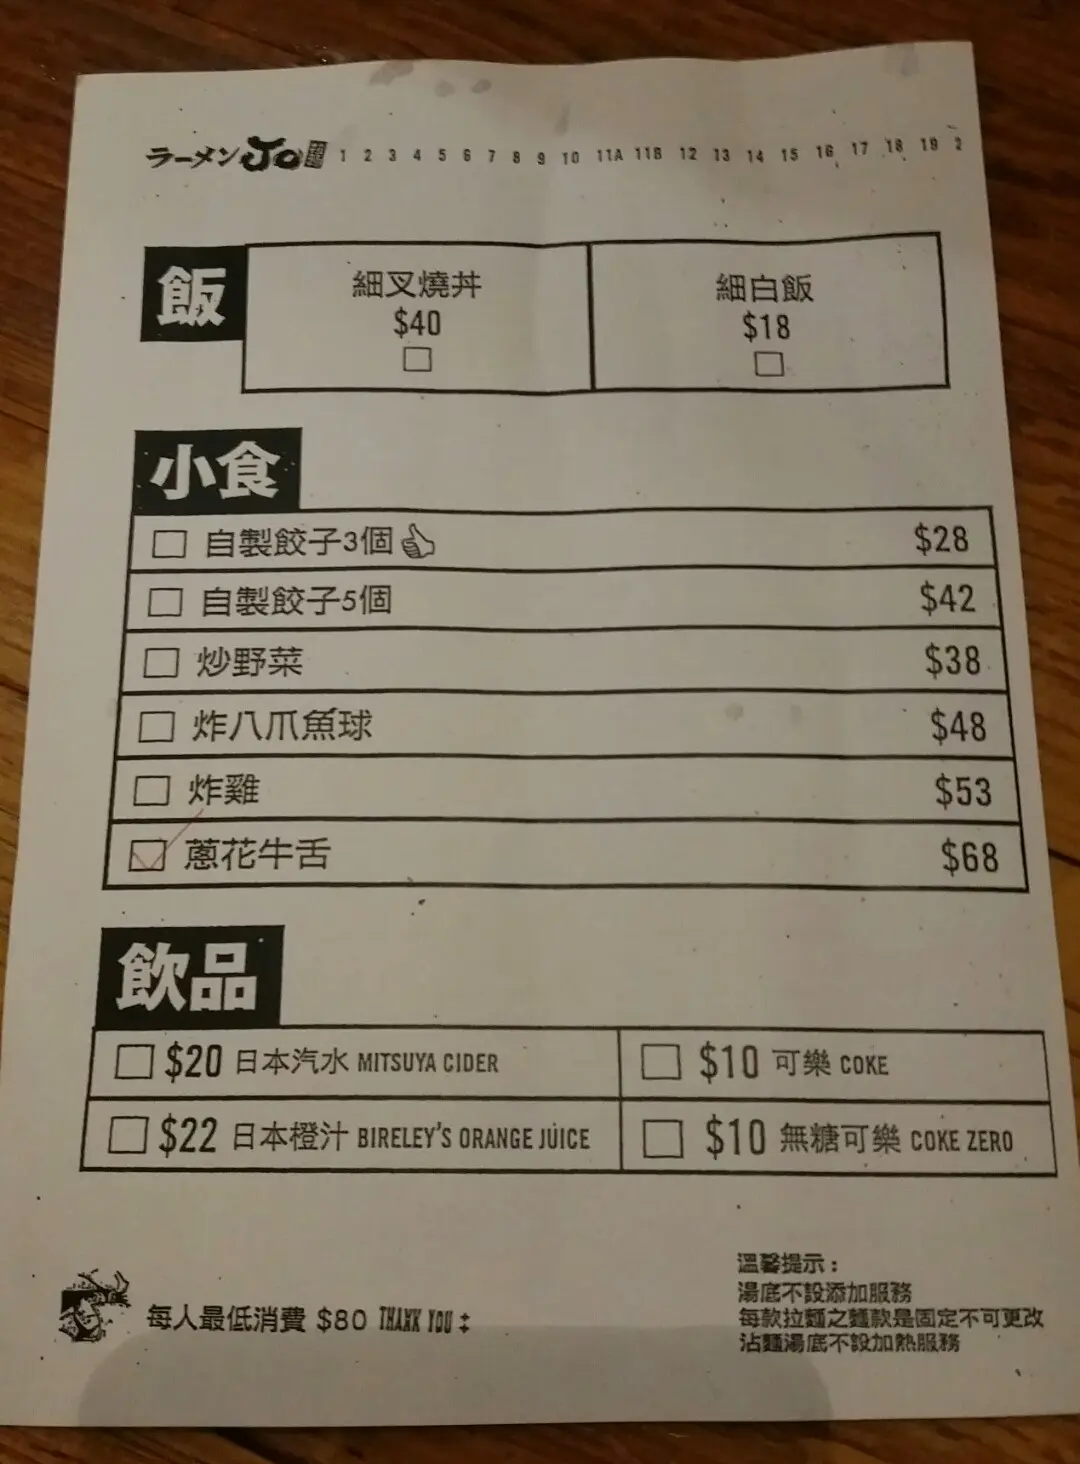 ラーメン Jo 1 2 3 4 5 6 7 8 9 10 11A 11B 12 13 14 15 16 17 18 19 2
飯
細叉燒丼
$40
細白飯
$18
小食
自製餃子3個 $28
自製餃子5個 $42
炒野菜 $38
炸八爪魚球 $48
炸雞 $53
蔥花牛舌 $68
飲品
$20 日本汽水 MITSUYA CIDER
$10 可樂 COKE
$22 日本橙汁 BIRELEY'S ORANGE JUICE
$10 無糖可樂 COKE ZERO
溫馨提示：
湯底不設添加服務
每款拉麵之麵款是固定不可更改
沾麵湯底不設加熱服務
每人最低消費 $80 THANK YOU